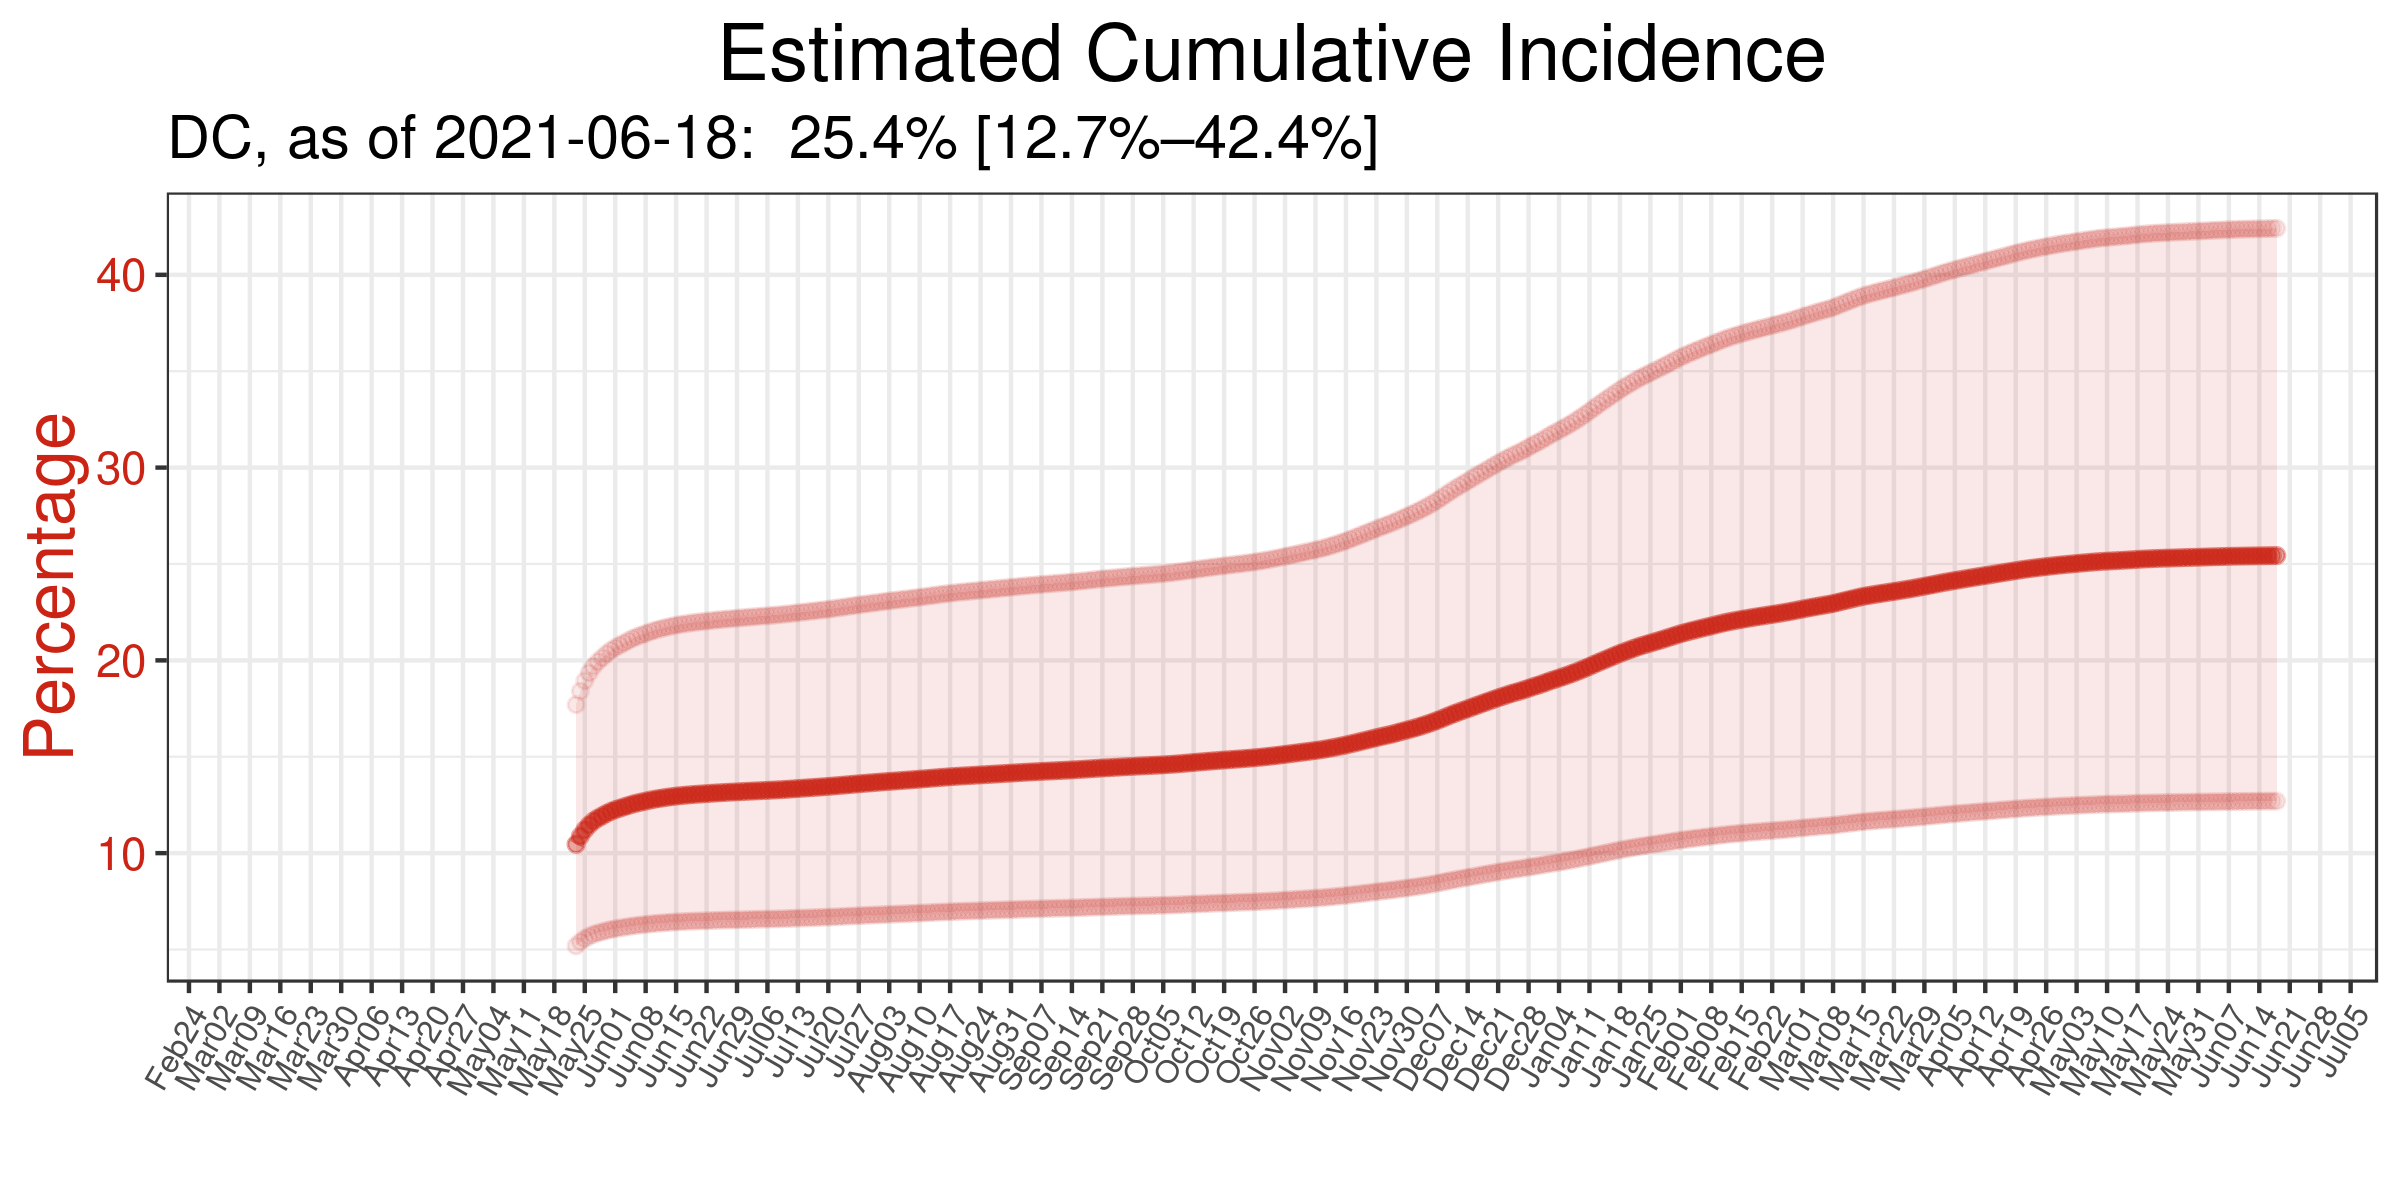 Estimated Cumulative Incidence
DC, as of 2021-06-18:  25.4% [12.7%–42.4%]
Percentage
40
30
20
10
Feb24
Mar02
Mar09
Mar16
Mar23
Mar30
Apr06
Apr13
Apr20
Apr27
May04
May11
May18
May25
Jun01
Jun08
Jun15
Jun22
Jun29
Jul06
Jul13
Jul20
Jul27
Aug03
Aug10
Aug17
Aug24
Aug31
Sep07
Sep14
Sep21
Sep28
Oct05
Oct12
Oct19
Oct26
Nov02
Nov09
Nov16
Nov23
Nov30
Dec07
Dec14
Dec21
Dec28
Jan04
Jan11
Jan18
Jan25
Feb01
Feb08
Feb15
Feb22
Mar01
Mar08
Mar15
Mar22
Mar29
Apr05
Apr12
Apr19
Apr26
May03
May10
May17
May24
May31
Jun07
Jun14
Jun21
Jun28
Jul05